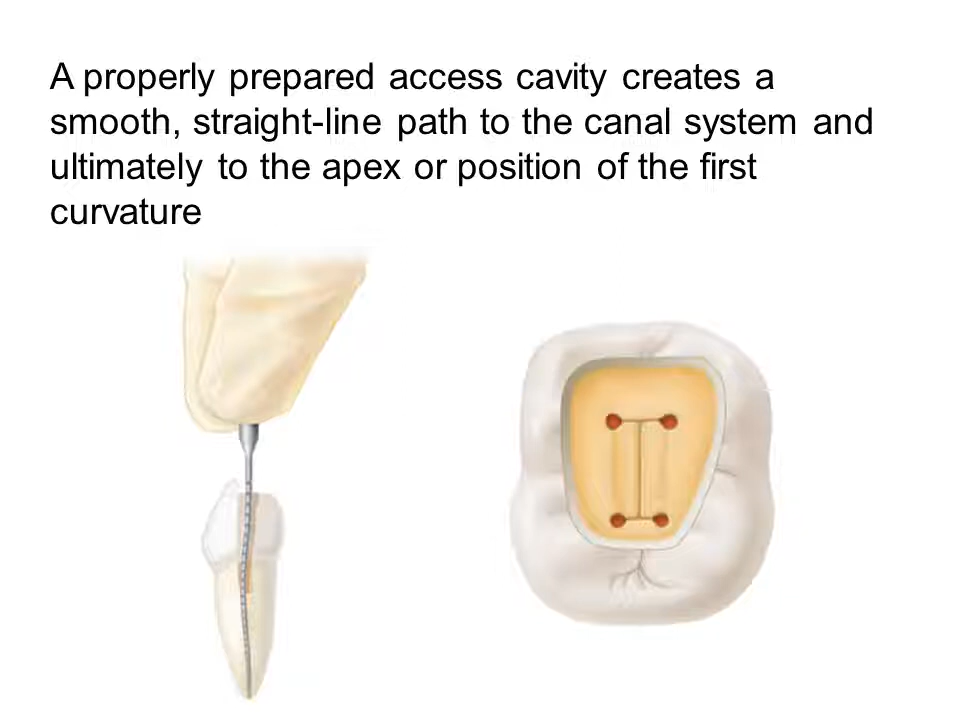 A properly prepared access cavity creates a
smooth, straight-line path to the canal system and
ultimately to the apex or position of the first
curvature